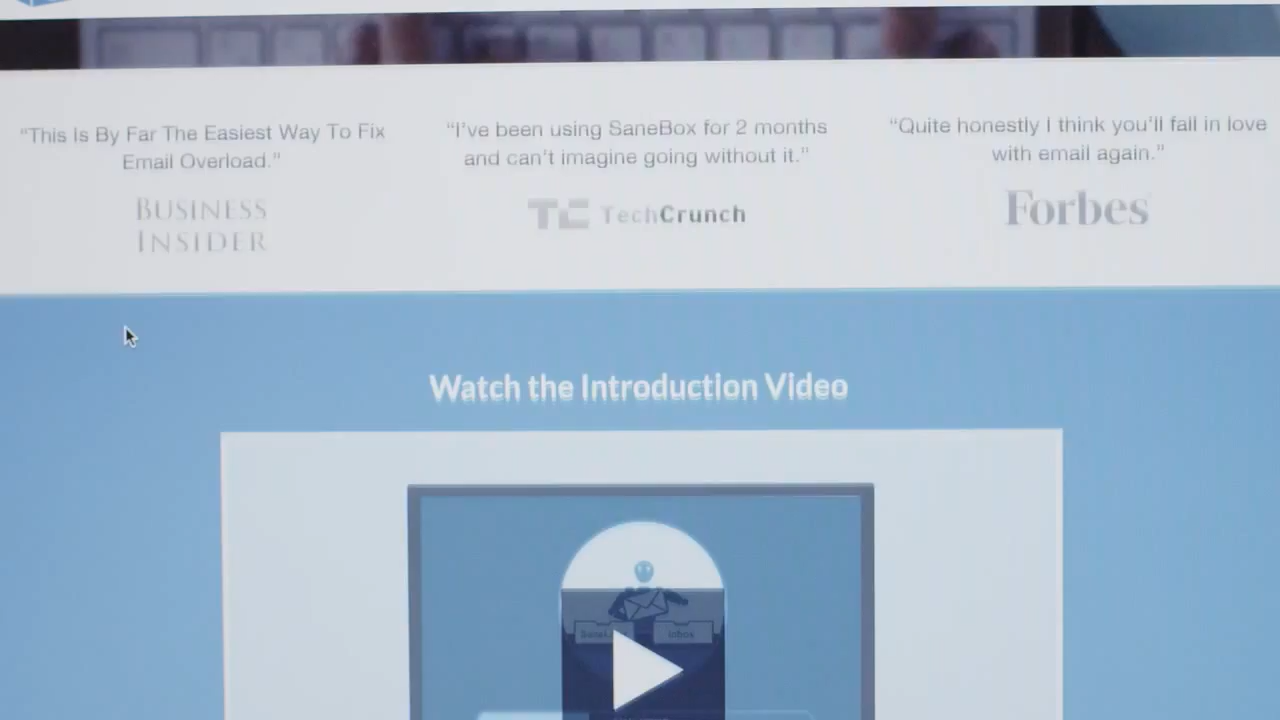 “This Is By Far The Easiest Way To Fix
Email Overload.”
BUSINESS
INSIDER
“I’ve been using SaneBox for 2 months
and can’t imagine going without it.”
TC TechCrunch
“Quite honestly I think you’ll fall in love
with email again.”
Forbes
Watch the Introduction Video
Inbox